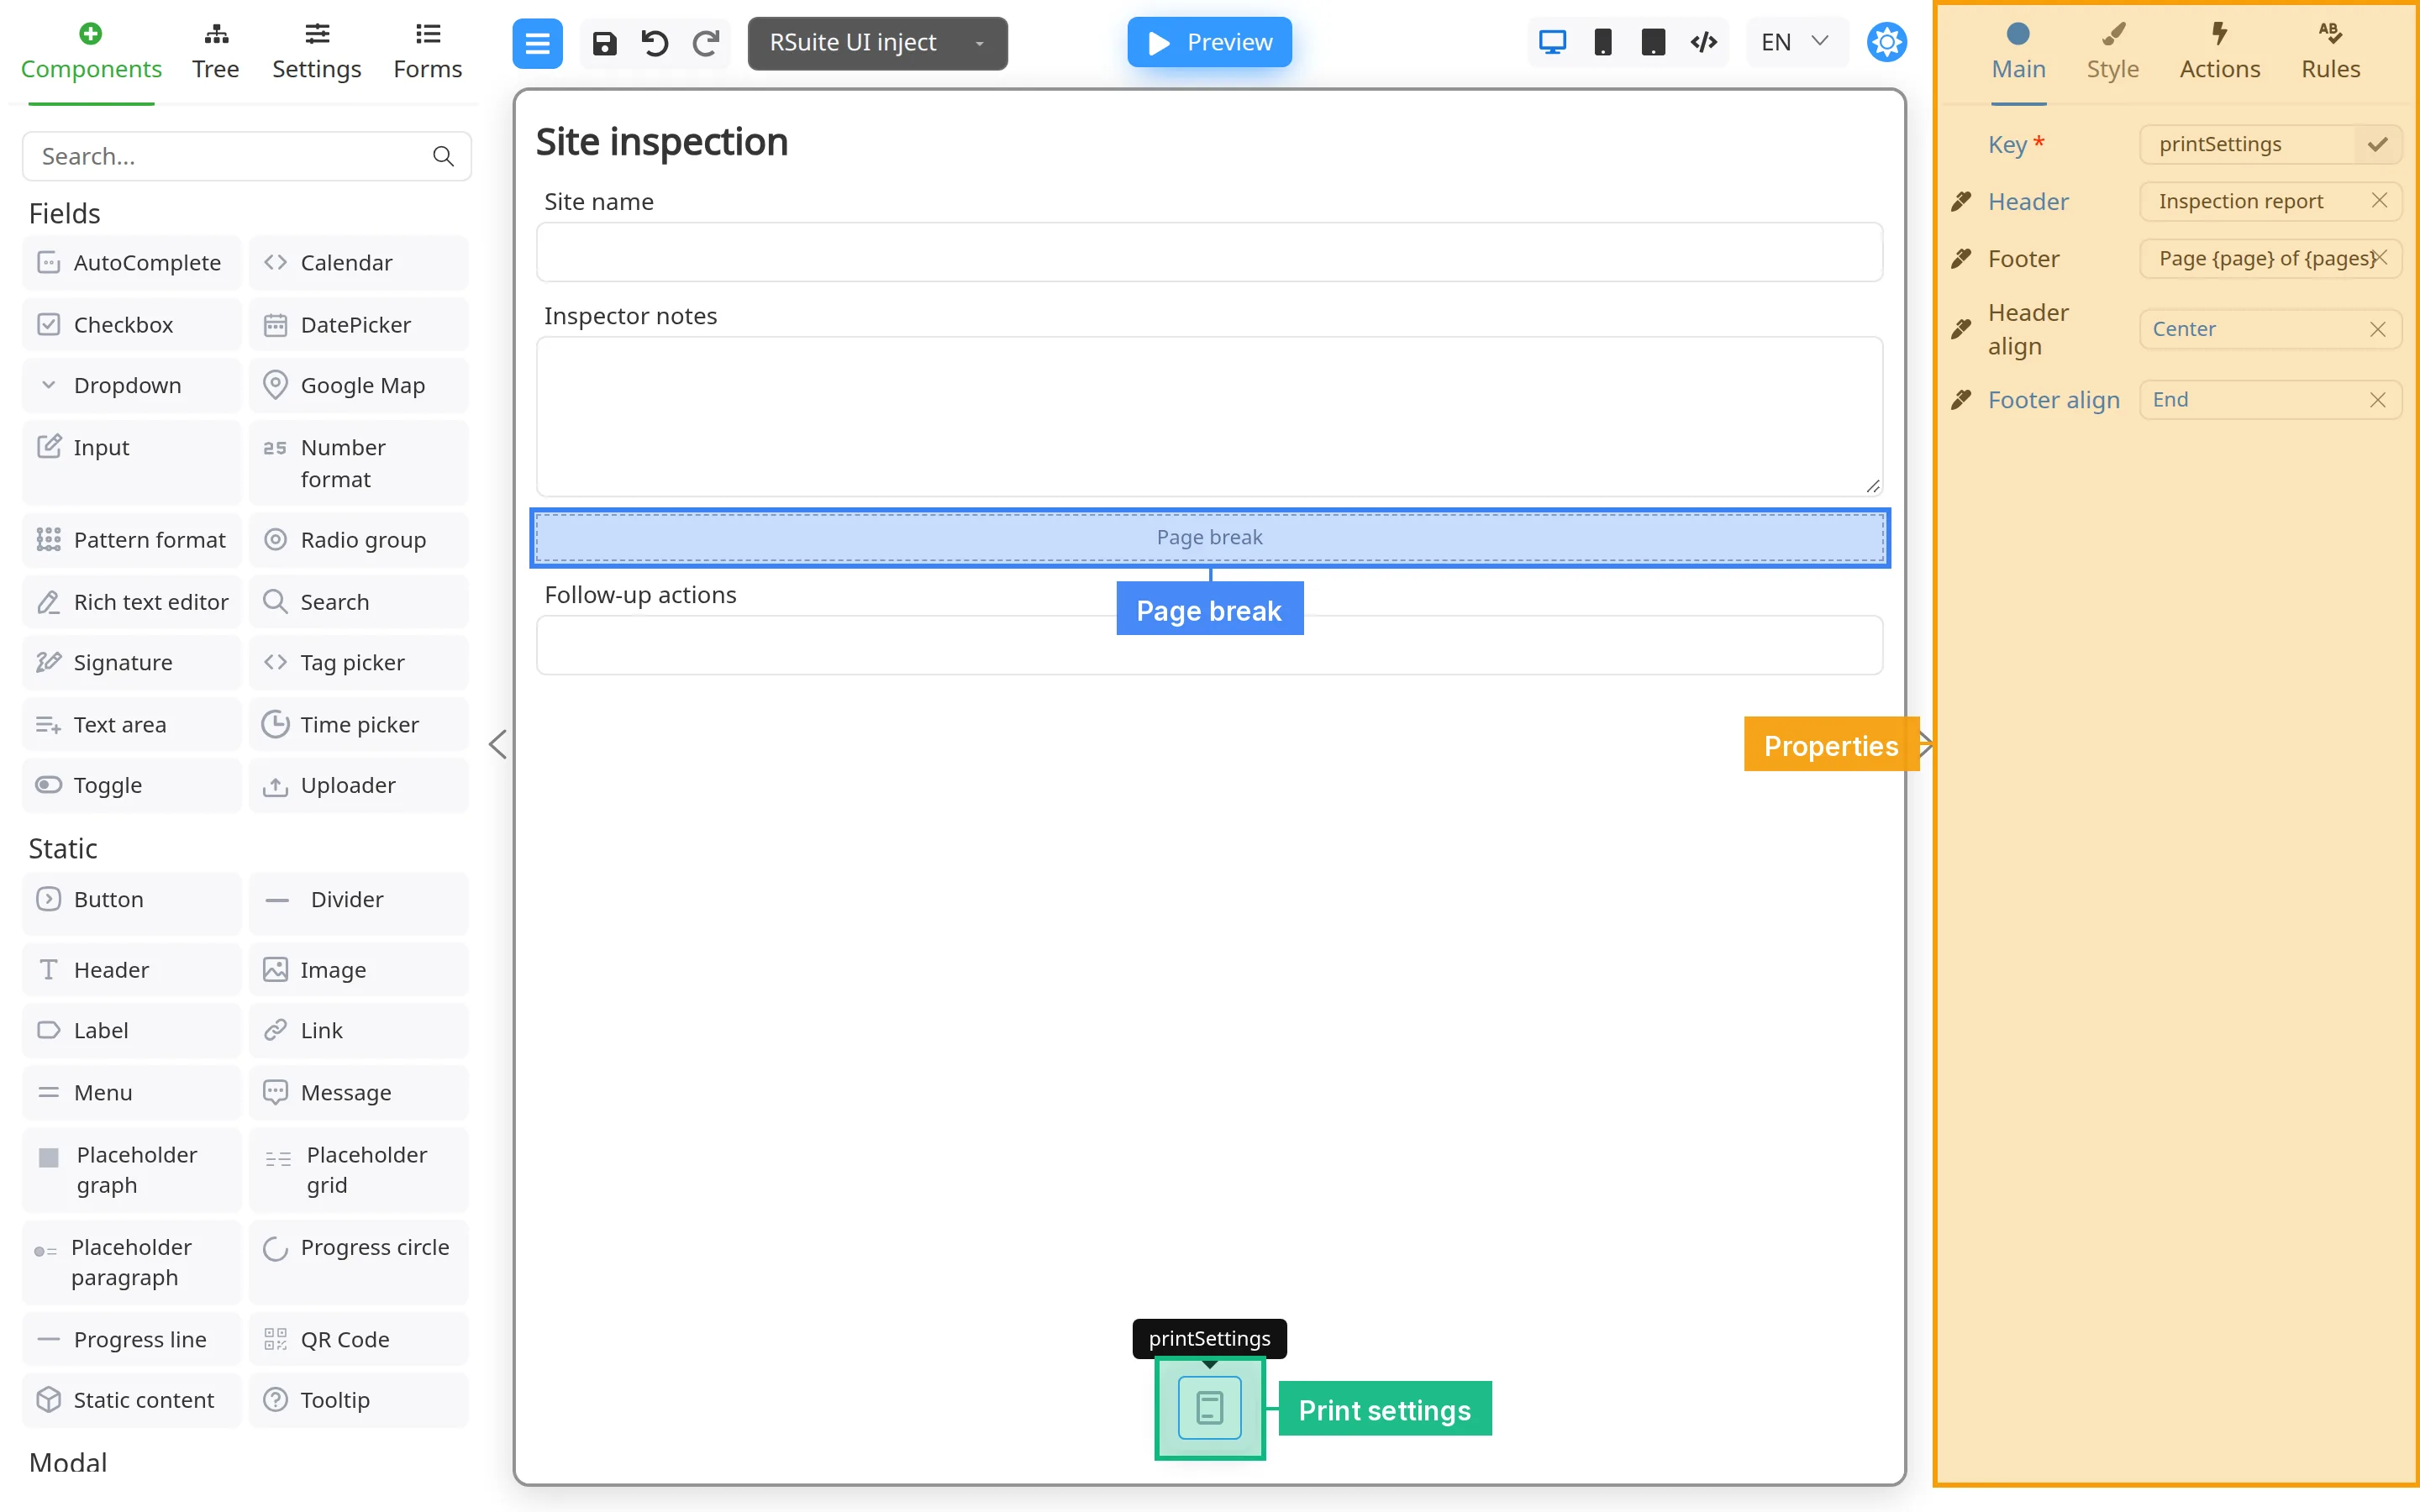 Components
Tree
Settings
Forms
RSuite UI inject
Preview
EN
Main
Style
Actions
Rules
Search...
Fields
AutoComplete
Calendar
Checkbox
DatePicker
Dropdown
Google Map
Input
Number
format
Pattern format
Radio group
Rich text editor
Search
Signature
Tag picker
Text area
Time picker
Toggle
Uploader
Static
Button
Divider
Header
Image
Label
Link
Menu
Message
Placeholder
graph
Placeholder
grid
Placeholder
paragraph
Progress circle
Progress line
QR Code
Static content
Tooltip
Modal
Site inspection
Site name
Inspector notes
Page break
Page break
Follow-up actions
printSettings
Print settings
Properties
Key *
printSettings
Header
Inspection report
Footer
Page {page} of {pages}
Header
align
Center
Footer align
End